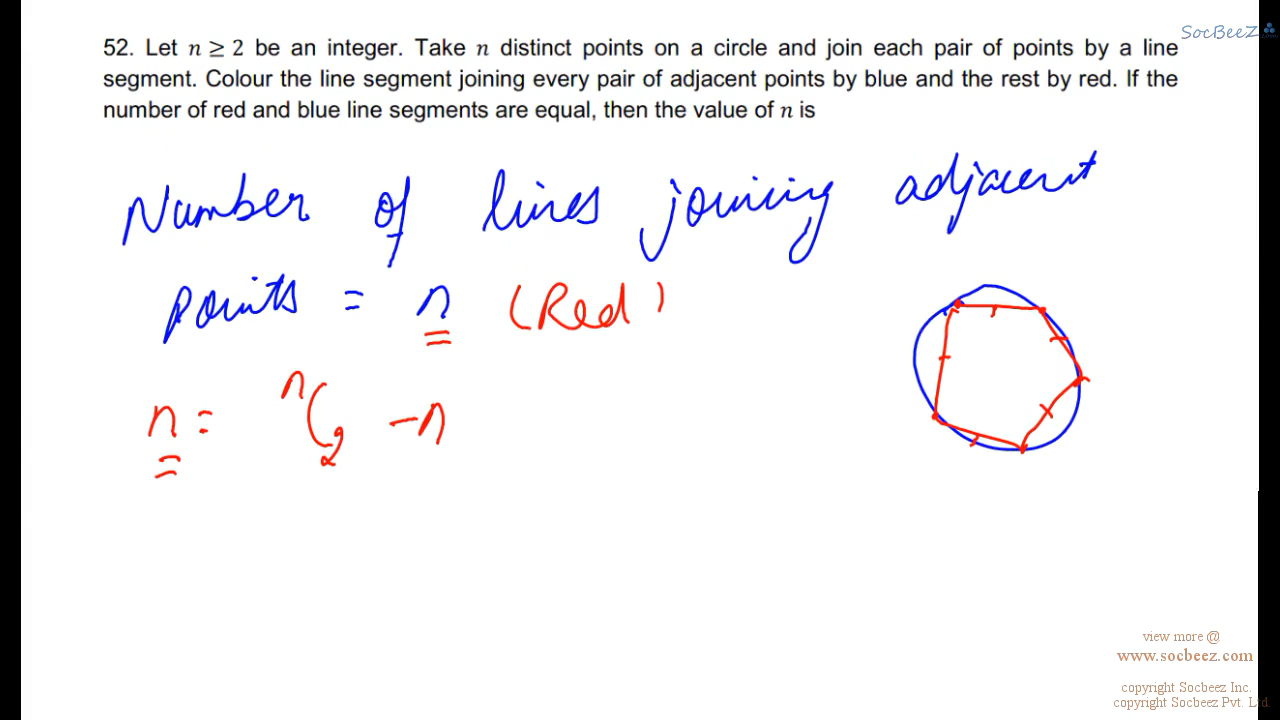 SocBeeZ.com
52. Let n ≥ 2 be an integer. Take n distinct points on a circle and join each pair of points by a line
segment. Colour the line segment joining every pair of adjacent points by blue and the rest by red. If the
number of red and blue line segments are equal, then the value of n is
Number of lines joining adjacent
points = n (Red)
n = ⁿC₂ - n
view more @
www.socbeez.com
copyright Socbeez Inc.
copyright Socbeez Pvt. Ltd.